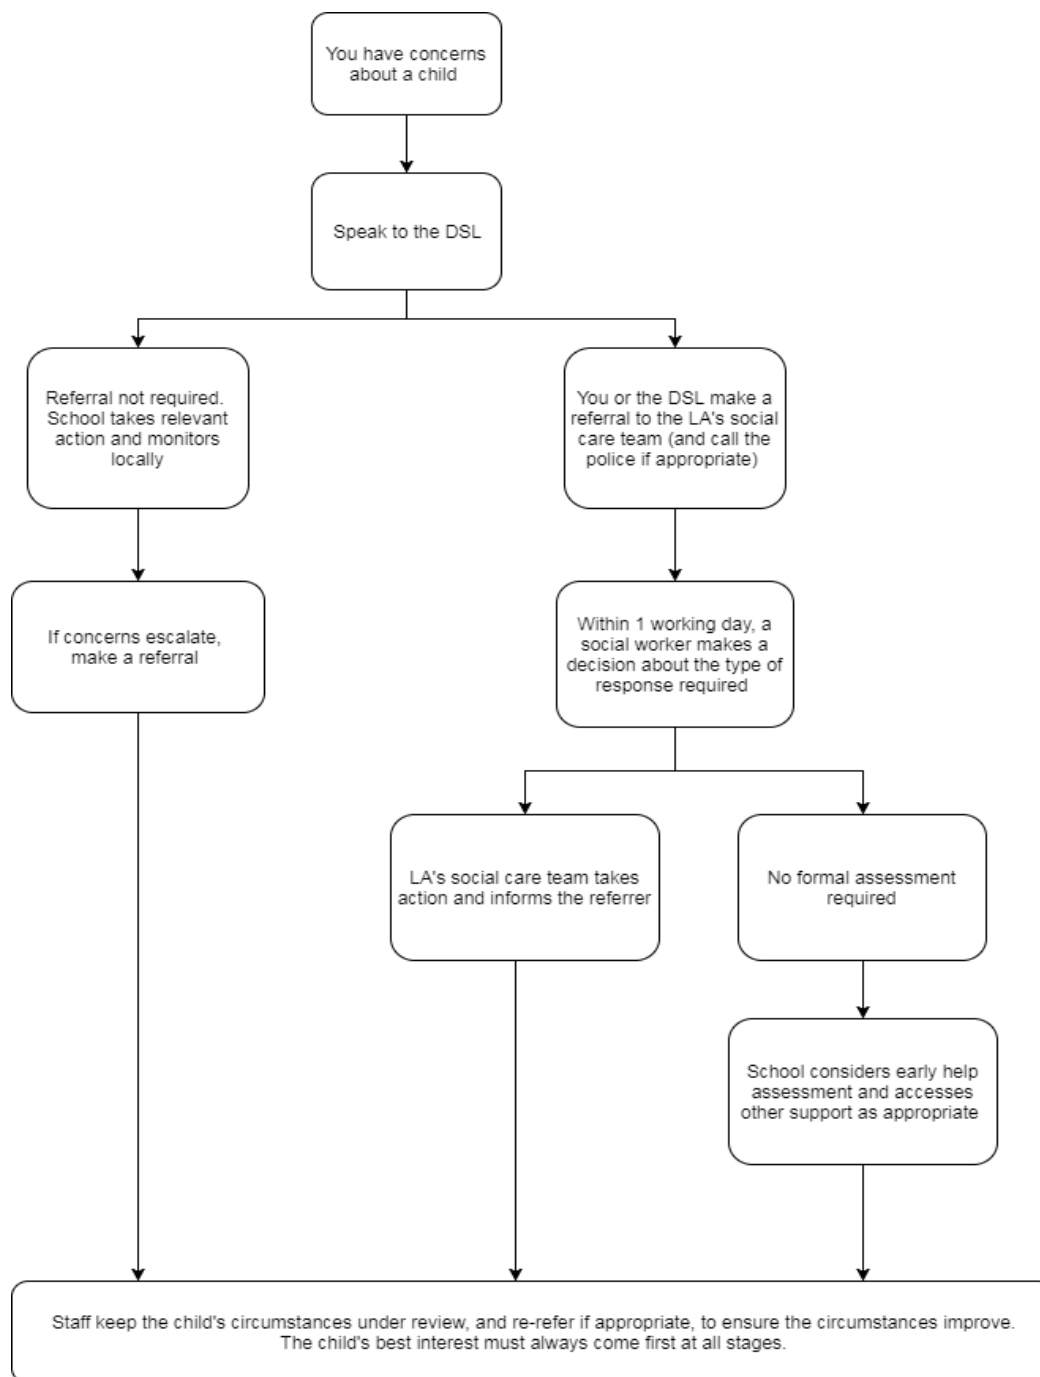 You have concerns
about a child
Speak to the DSL
Referral not required.
School takes relevant
action and monitors
locally
You or the DSL make a
referral to the LA's social
care team (and call the
police if appropriate)
If concerns escalate,
make a referral
Within 1 working day, a
social worker makes a
decision about the type of
response required
LA's social care team takes
action and informs the referrer
No formal assessment
required
School considers early help
assessment and accesses
other support as appropriate
Staff keep the child's circumstances under review, and re-refer if appropriate, to ensure the circumstances improve.
The child's best interest must always come first at all stages.